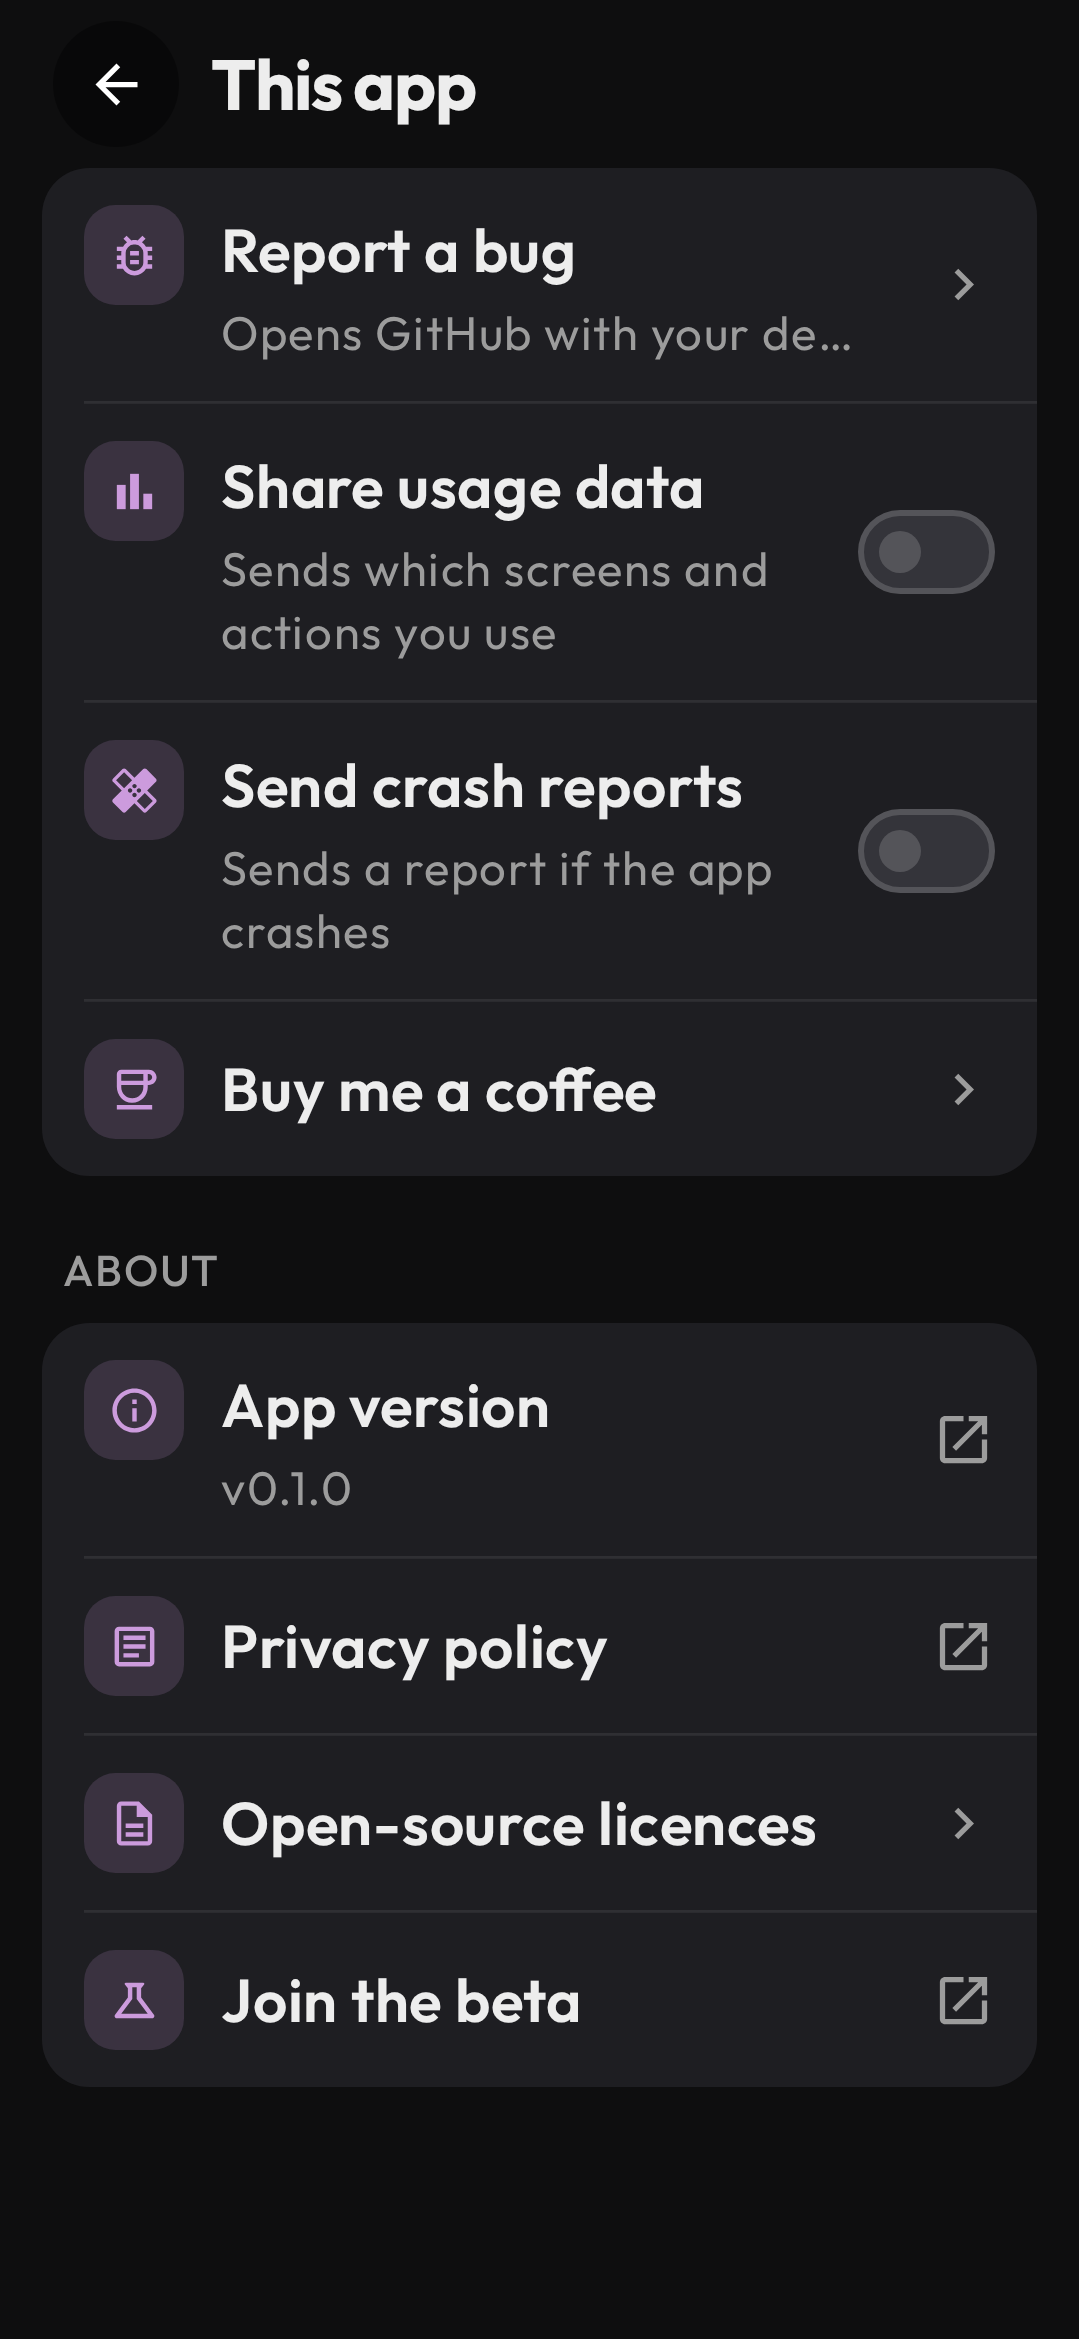 This app
Report a bug
Opens GitHub with your de…
Share usage data
Sends which screens and
actions you use
Send crash reports
Sends a report if the app
crashes
Buy me a coffee
ABOUT
App version
v0.1.0
Privacy policy
Open-source licences
Join the beta